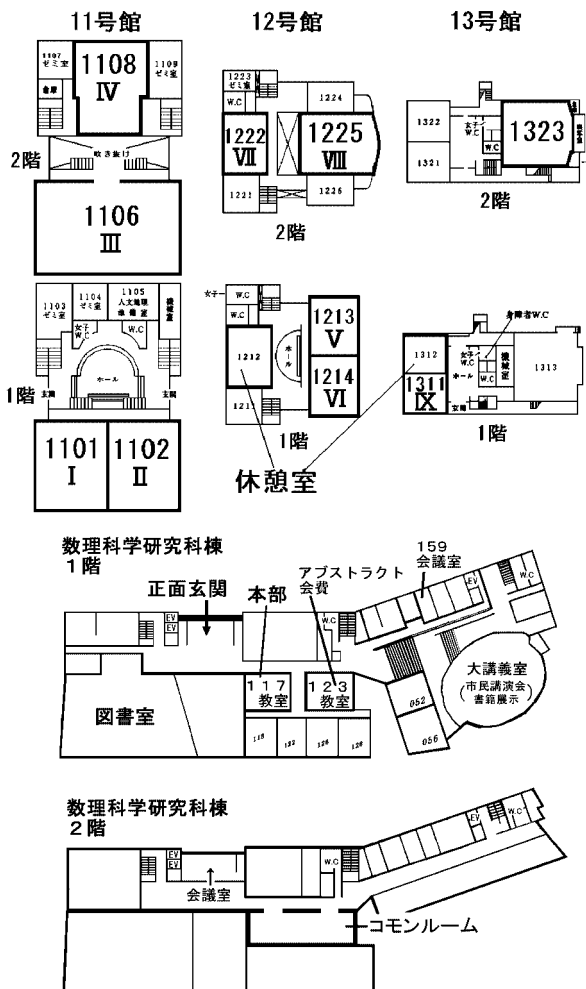 11号館
12号館
13号館
1107
ゼミ室
1108
IV
1109
ゼミ室
倉庫
吹き抜け
2階
1106
III
1103
ゼミ室
1104
ゼミ室
1105
人文地理
準備室
機械室
女子
W.C
W.C
ホール
玄関
玄関
1階
1101
I
1102
II
1223
ゼミ室
W.C
1224
1222
VII
1225
VIII
1221
1226
2階
女子
W.C
W.C
1212
ホール
1213
V
1214
VI
1211
1階
休憩室
1322
1321
女子
W.C
W.C
1323
2階
身障者W.C
1312
女子
W.C
W.C
機械室
1313
1311
IX
ホール
玄関
1階
数理科学研究科棟
1階
正面玄関
本部
アブストラクト
会費
159
会議室
EV
EV
W.C
EV
W.C
117
教室
123
教室
図書室
118
122
126
128
052
056
大講義室
(市民講演会
書籍展示)
数理科学研究科棟
2階
EV
EV
会議室
W.C
EV
W.C
コモンルーム